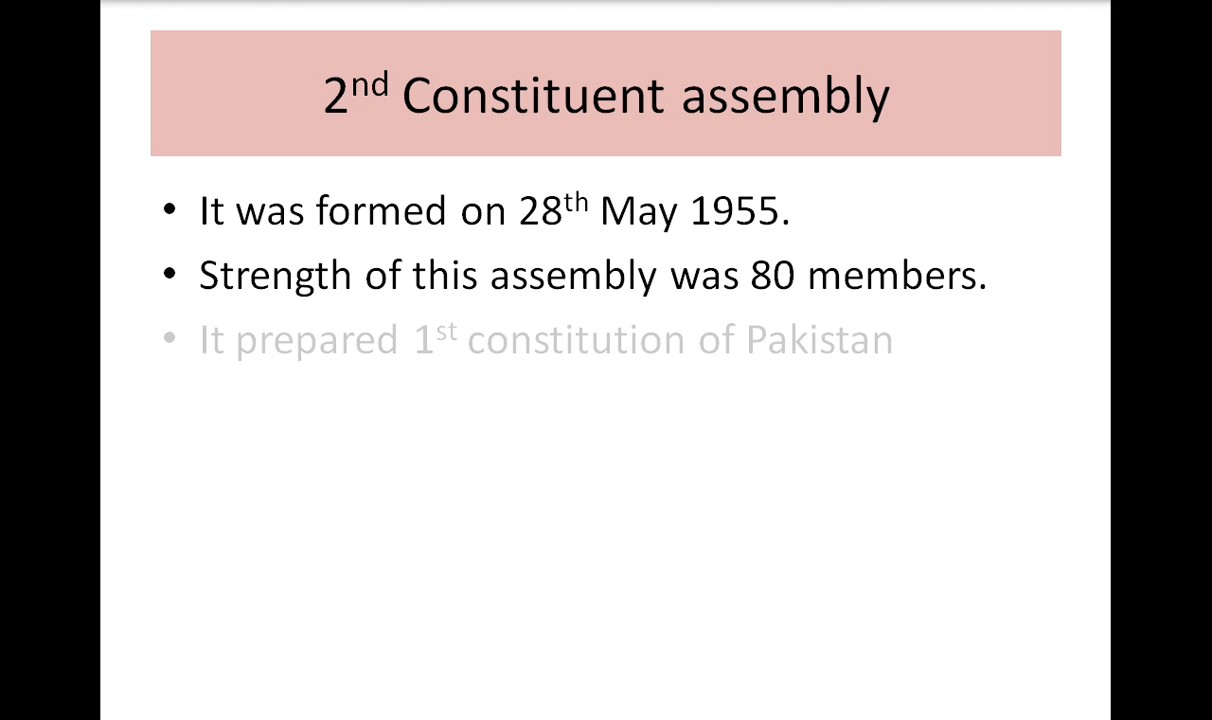 2nd Constituent assembly
• It was formed on 28th May 1955.
• Strength of this assembly was 80 members.
• It prepared 1st constitution of Pakistan